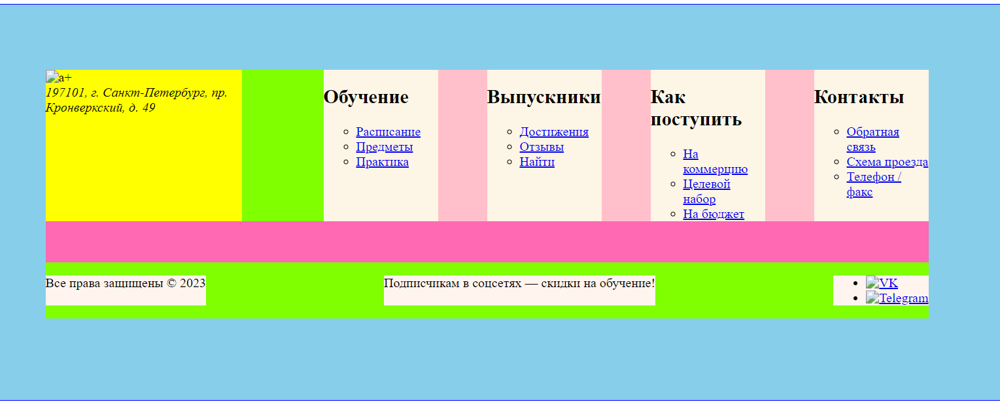 a+
197101, г. Санкт-Петербург, пр.
Кронверкский, д. 49
Обучение
Расписание
Предметы
Практика
Выпускники
Достижения
Отзывы
Найти
Как
поступить
На
коммерцию
Целевой
набор
На бюджет
Контакты
Обратная
связь
Схема проезда
Телефон /
факс
Все права защищены © 2023
Подписчикам в соцсетях — скидки на обучение!
VK
Telegram